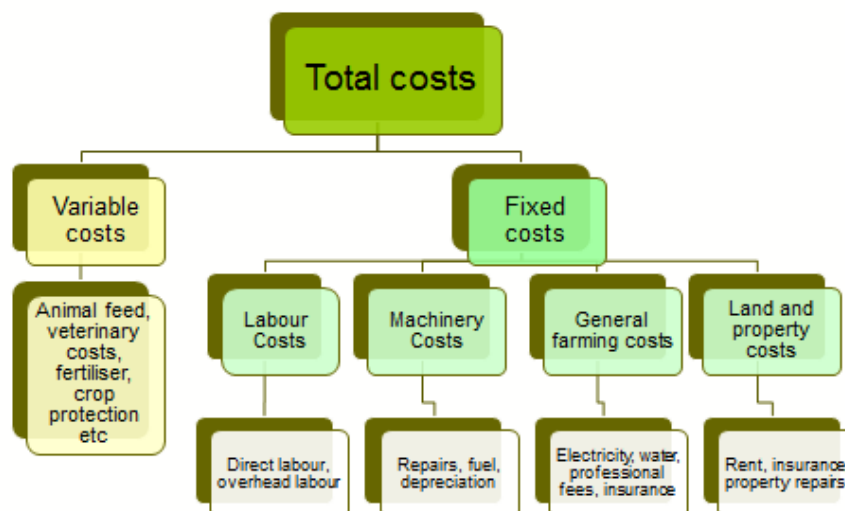 Total costs
Variable
costs
Fixed
costs
Animal feed,
veterinary
costs,
fertiliser,
crop
protection
etc
Labour
Costs
Machinery
Costs
General
farming costs
Land and
property
costs
Direct labour,
overhead labour
Repairs, fuel,
depreciation
Electricity, water,
professional
fees, insurance
Rent, insurance,
property repairs